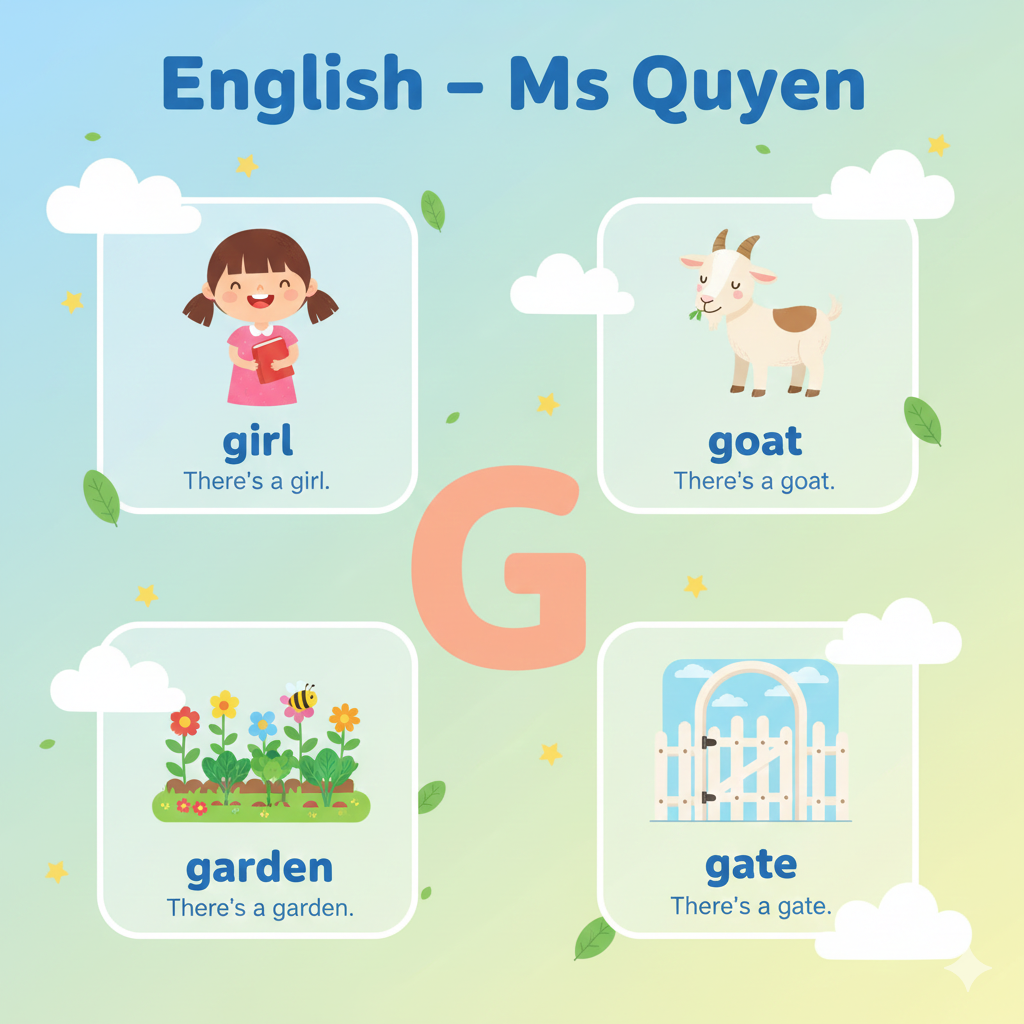 English – Ms Quyen
girl
There's a girl.
goat
There's a goat.
G
garden
There's a garden.
gate
There's a gate.